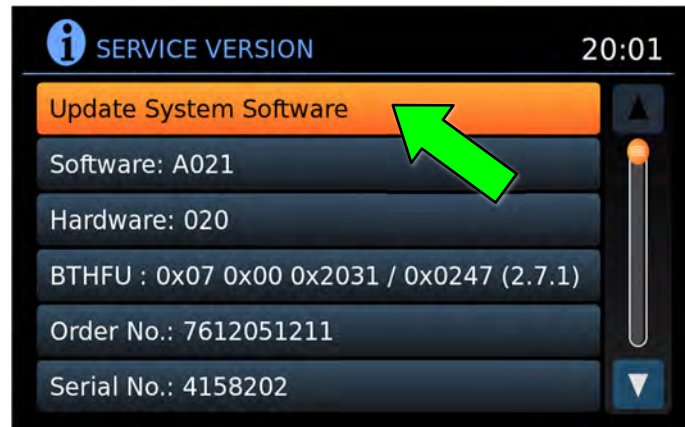 SERVICE VERSION 20:01
Update System Software
Software: A021
Hardware: 020
BTHFU : 0x07 0x00 0x2031 / 0x0247 (2.7.1)
Order No.: 7612051211
Serial No.: 4158202